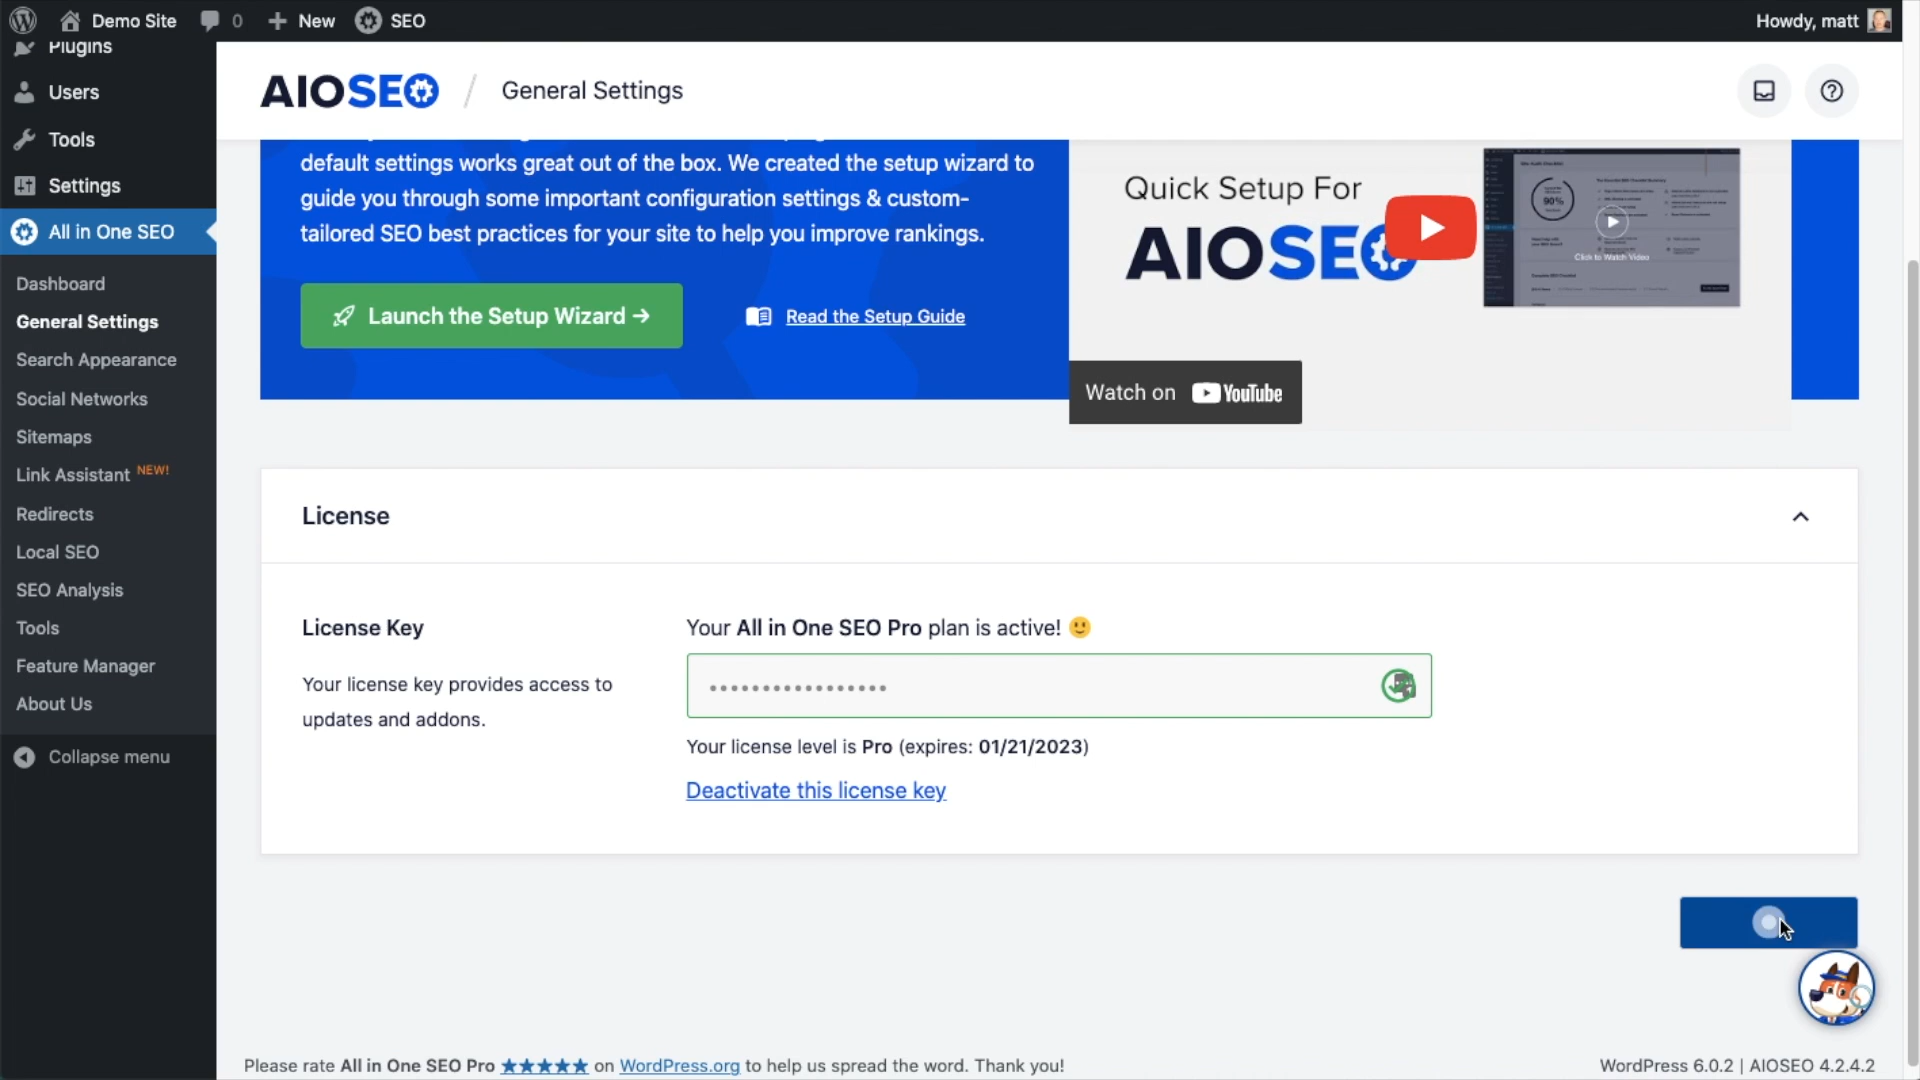 Demo Site
0
New
SEO
Howdy, matt
Plugins
Users
Tools
Settings
All in One SEO
Dashboard
General Settings
Search Appearance
Social Networks
Sitemaps
Link Assistant NEW!
Redirects
Local SEO
SEO Analysis
Tools
Feature Manager
About Us
Collapse menu
AIOSEO / General Settings
default settings works great out of the box. We created the setup wizard to
guide you through some important configuration settings & custom-
tailored SEO best practices for your site to help you improve rankings.
Launch the Setup Wizard →
Read the Setup Guide
Quick Setup For
AIOSEO
90%
Click to Watch Video
Watch on YouTube
License
License Key
Your license key provides access to
updates and addons.
Your All in One SEO Pro plan is active! 🙂
•••••••••••••••••
Your license level is Pro (expires: 01/21/2023)
Deactivate this license key
Please rate All in One SEO Pro ★★★★★ on WordPress.org to help us spread the word. Thank you!
WordPress 6.0.2 | AIOSEO 4.2.4.2